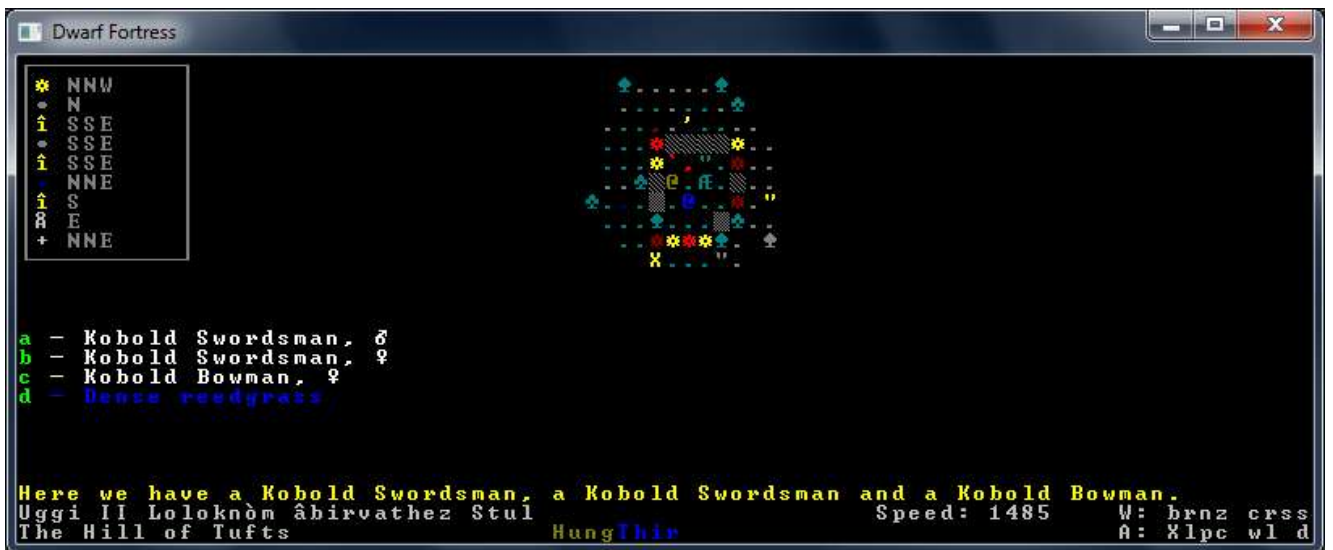 Dwarf Fortress
NNW
N
SSE
SSE
SSE
NNE
S
E
NNE
a - Kobold Swordsman, ♂
b - Kobold Swordsman, ♀
c - Kobold Bowman, ♀
d - Dense reedgrass
Here we have a Kobold Swordsman, a Kobold Swordsman and a Kobold Bowman.
Uggi II Loloknòm âbirvathez Stul Speed: 1485 W: brnz crss
The Hill of Tufts HungThir A: Xlpc wl d